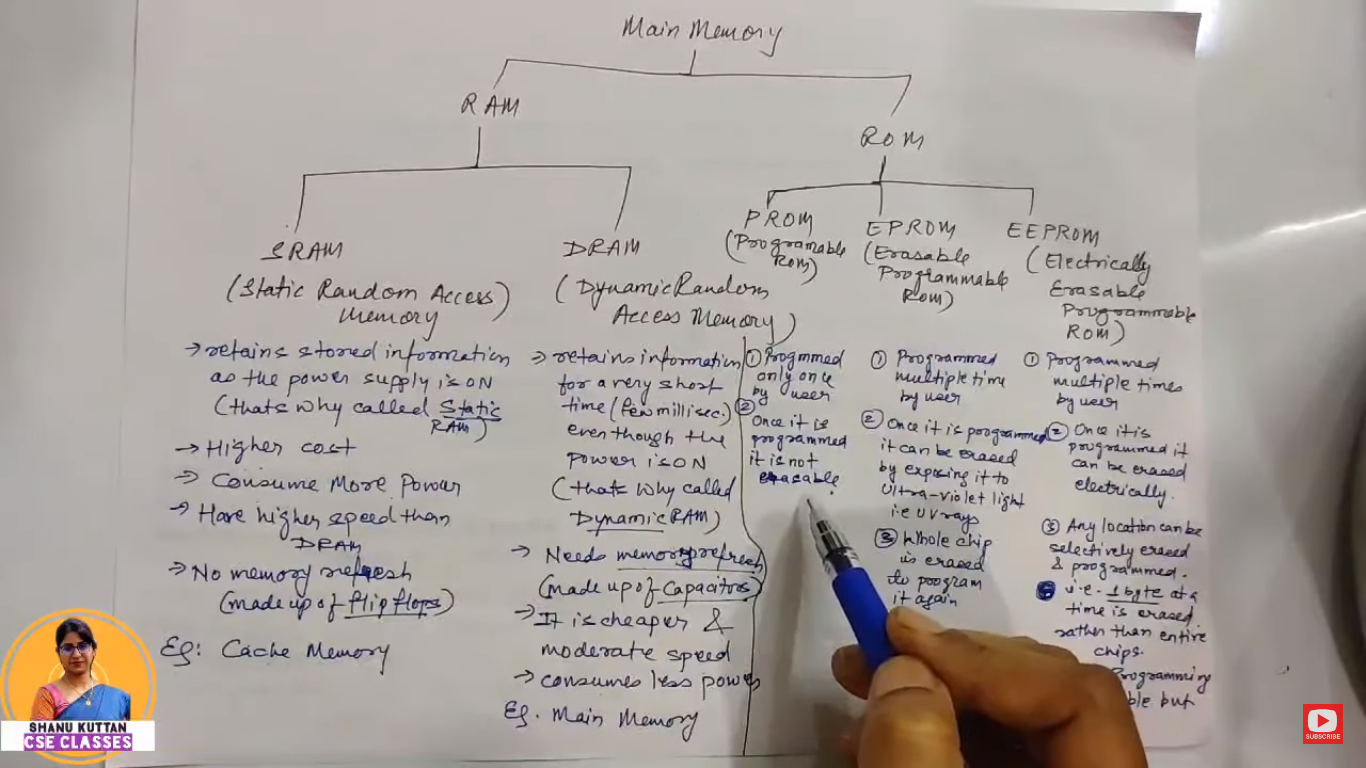 Main Memory
RAM
ROM
SRAM
(Static Random Access)
Memory
→ retains stored information
as the power supply is ON
(thats why called Static
RAM)
→ Higher cost
→ Consume More Power
→ Have higher speed than
DRAM
→ No memory refresh
(made up of flip flops)
Eg: Cache Memory
DRAM
(Dynamic Random
Access Memory)
→ retains information
for a very short
time (few millisec.)
even though the
power is ON
(thats why called
Dynamic RAM)
→ Needs memory refresh
(made up of Capacitors)
→ It is cheaper &
moderate speed
→ consumes less power
Eg. Main Memory
PROM
(Programable
ROM)
① Progmmed
only once
by user
② Once it is
programmed
it is not
erasable.
EPROM
(Erasable
Programmable
ROM)
① Programmed
multiple time
by user
② Once it is programmed
it can be erased
by exposing it to
Ultra-violet light
i.e UV rays
③ Whole chip
is erased
to program
it again
EEPROM
(Electrically
Erasable
Programmable
ROM)
① Programmed
multiple times
by user
② Once it is
programmed it
can be erased
electrically.
③ Any location can be
selectively erased
& programmed.
i.e. 1 byte at a
time is erased
rather than entire
chips.
Programming
ble but
SHANU KUTTAN
CSE CLASSES
SUBSCRIBE